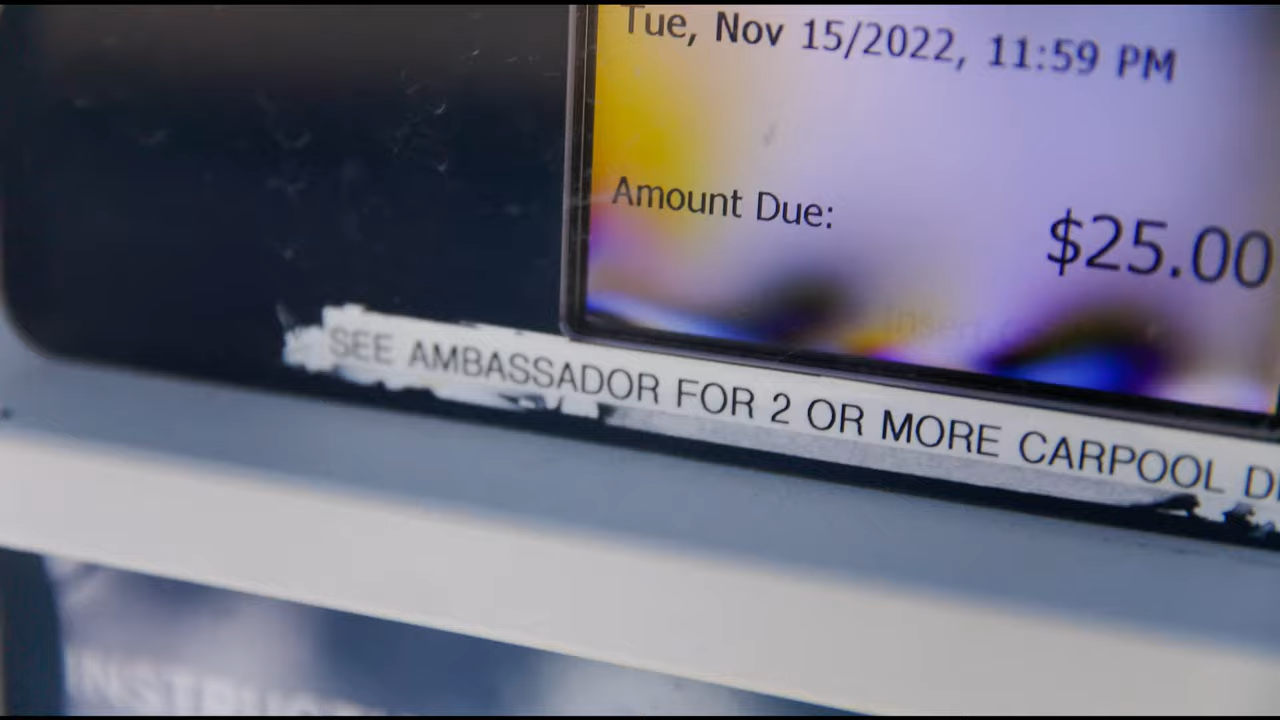 Tue, Nov 15/2022, 11:59 PM
Amount Due:
$25.00
SEE AMBASSADOR FOR 2 OR MORE CARPOOL